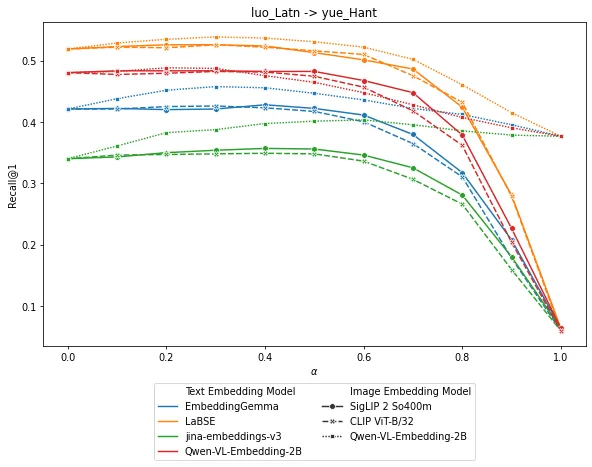 luo_Latn -> yue_Hant
Recall@1
0.5
0.4
0.3
0.2
0.1
0.0
0.2
0.4
0.6
0.8
1.0
α
Text Embedding Model
EmbeddingGemma
LaBSE
jina-embeddings-v3
Qwen-VL-Embedding-2B
Image Embedding Model
SigLIP 2 So400m
CLIP ViT-B/32
Qwen-VL-Embedding-2B